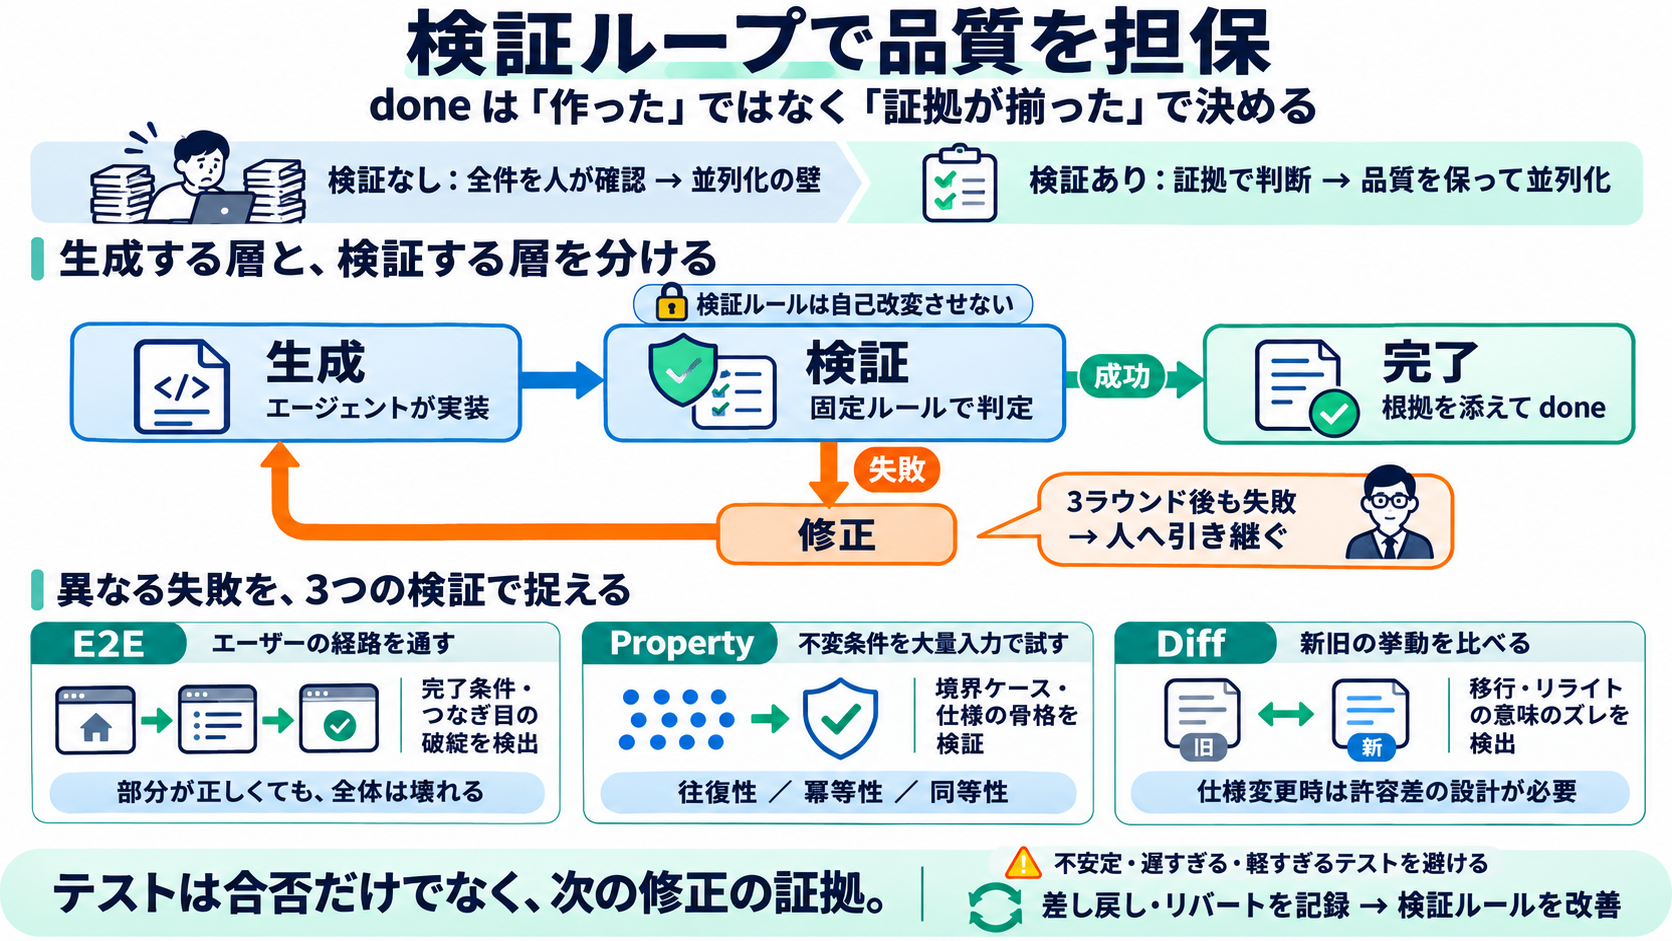 検証ループで品質を担保
done は「作った」ではなく「証拠が揃った」で決める
検証なし：全件を人が確認 → 並列化の壁
検証あり：証拠で判断 → 品質を保って並列化
生成する層と、検証する層を分ける
検証ルールは自己改変させない
生成
エージェントが実装
検証
固定ルールで判定
成功
完了
根拠を添えて done
失敗
修正
3ラウンド後も失敗
→ 人へ引き継ぐ
異なる失敗を、3つの検証で捉える
E2E
ユーザーの経路を通す
完了条件・
つなぎ目の
破綻を検出
部分が正しくても、全体は壊れる
Property
不変条件を大量入力で試す
境界ケース・
仕様の骨格を
検証
往復性 ／ 冪等性 ／ 同等性
Diff
新旧の挙動を比べる
旧
新
移行・リライト
の意味のズレを
検出
仕様変更時は許容差の設計が必要
テストは合否だけでなく、次の修正の証拠。
不安定・遅すぎる・軽すぎるテストを避ける
差し戻し・リバートを記録 → 検証ルールを改善